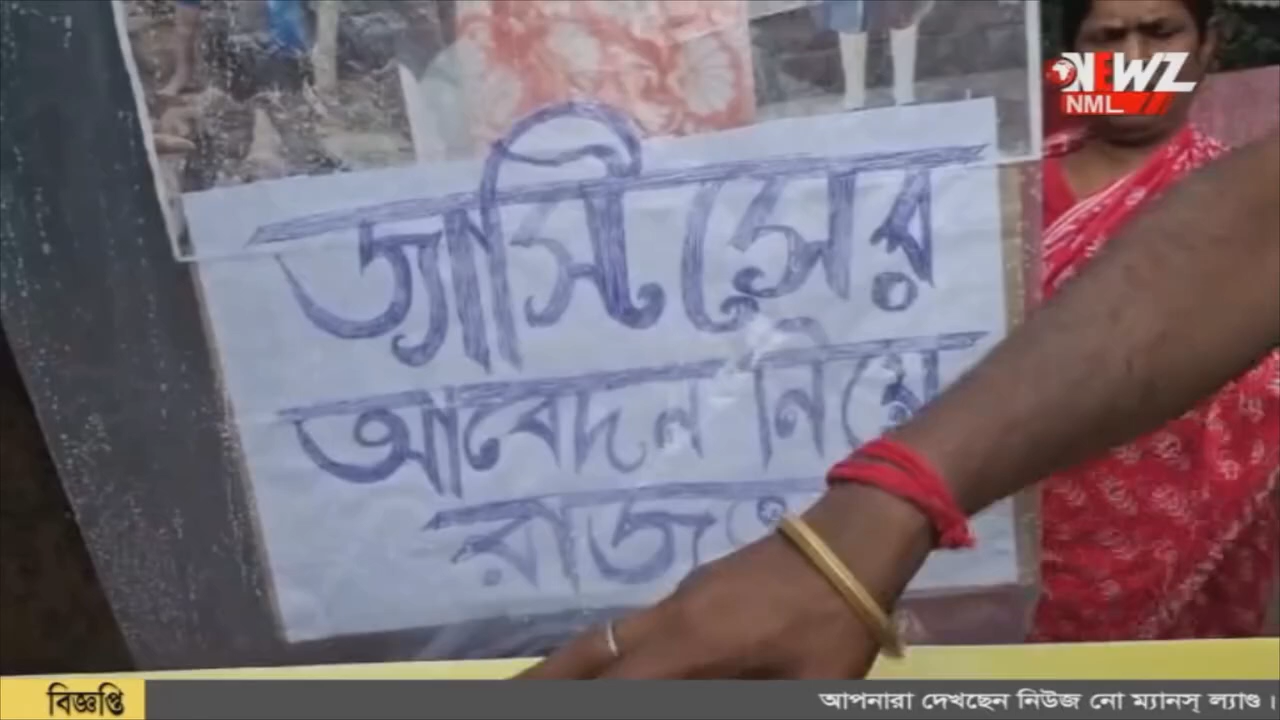 NEWZ
NML
জাস্টিসের
আবেদন নিয়ে
বিজ্ঞপ্তি
আপনারা দেখছেন নিউজ নো ম্যানস্ ল্যাণ্ড।